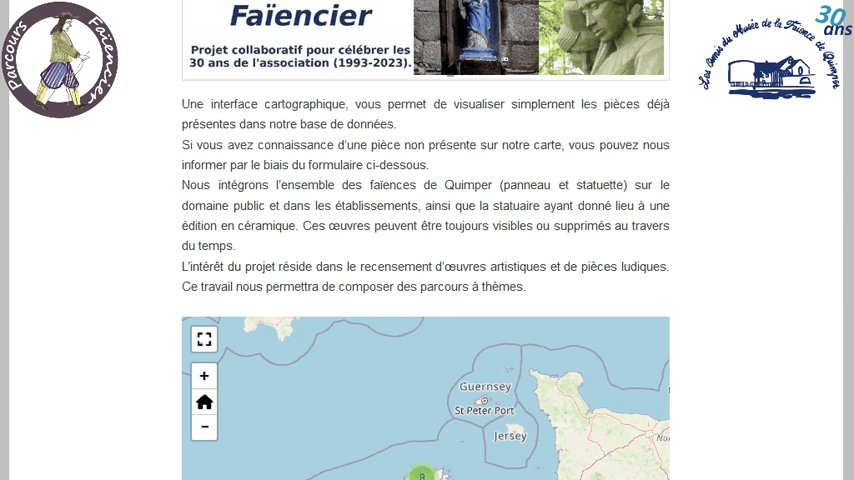 Parcours Faïencier
Faïencier
Projet collaboratif pour célébrer les
30 ans de l'association (1993-2023).
Les Amis du Musée de la Faïence de Quimper
30
ans
Une interface cartographique, vous permet de visualiser simplement les pièces déjà
présentes dans notre base de données.
Si vous avez connaissance d'une pièce non présente sur notre carte, vous pouvez nous
informer par le biais du formulaire ci-dessous.
Nous intégrons l'ensemble des faïences de Quimper (panneau et statuette) sur le
domaine public et dans les établissements, ainsi que la statuaire ayant donné lieu à une
édition en céramique. Ces œuvres peuvent être toujours visibles ou supprimés au travers
du temps.
L'intérêt du projet réside dans le recensement d'œuvres artistiques et de pièces ludiques.
Ce travail nous permettra de composer des parcours à thèmes.
+
−
Guernsey
St Peter Port
Jersey